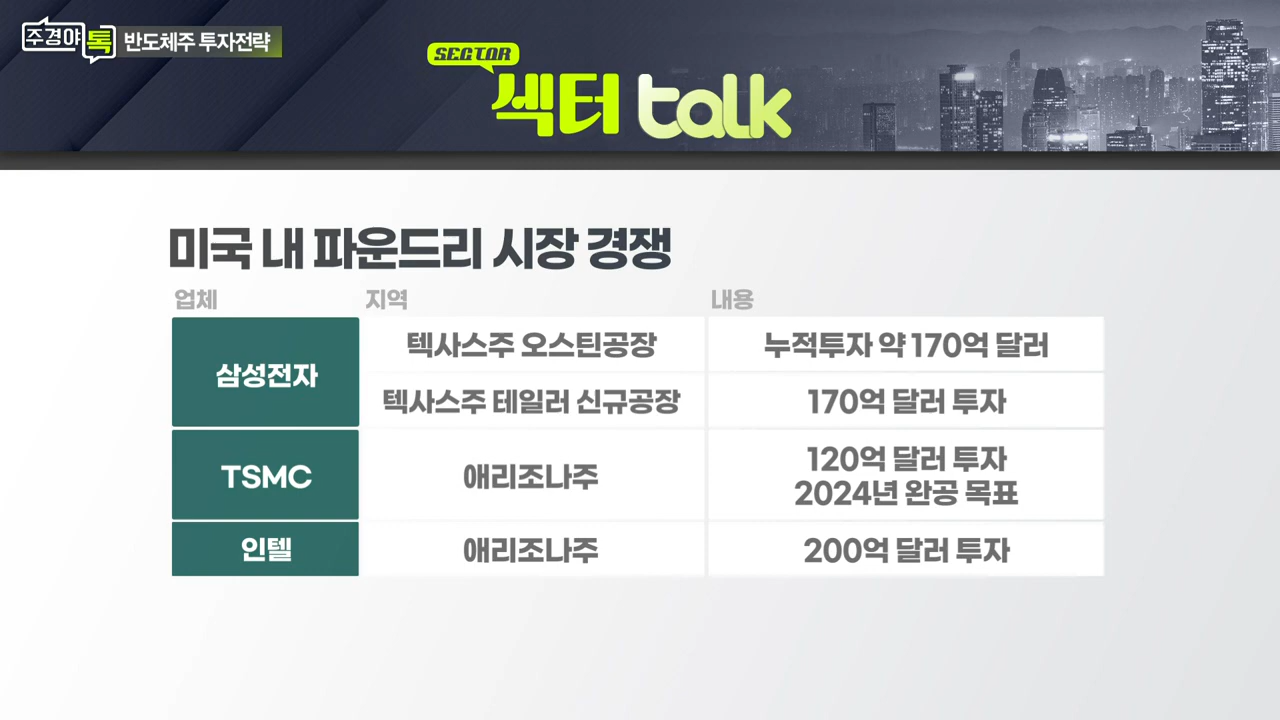 주경야톡 반도체주 투자전략
SECTOR
섹터 talk
미국 내 파운드리 시장 경쟁
업체 지역 내용
삼성전자
텍사스주 오스틴공장 누적투자 약 170억 달러
텍사스주 테일러 신규공장 170억 달러 투자
TSMC 애리조나주 120억 달러 투자
2024년 완공 목표
인텔 애리조나주 200억 달러 투자